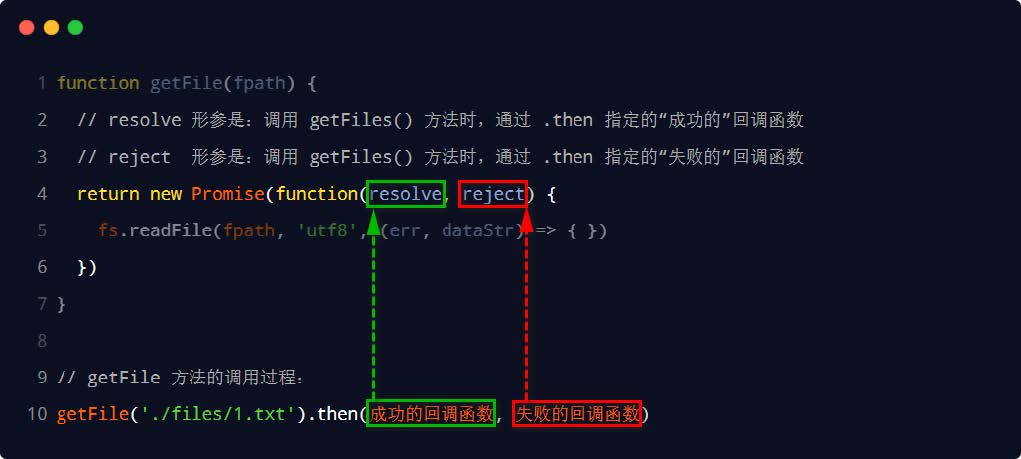 1 function getFile(fpath) {
2 // resolve 形参是：调用 getFiles() 方法时，通过 .then 指定的“成功的”回调函数
3 // reject 形参是：调用 getFiles() 方法时，通过 .then 指定的“失败的”回调函数
4 return new Promise(function(resolve, reject) {
5 fs.readFile(fpath, 'utf8', (err, dataStr) => { })
6 })
7 }
8
9 // getFile 方法的调用过程：
10 getFile('./files/1.txt').then(成功的回调函数, 失败的回调函数)